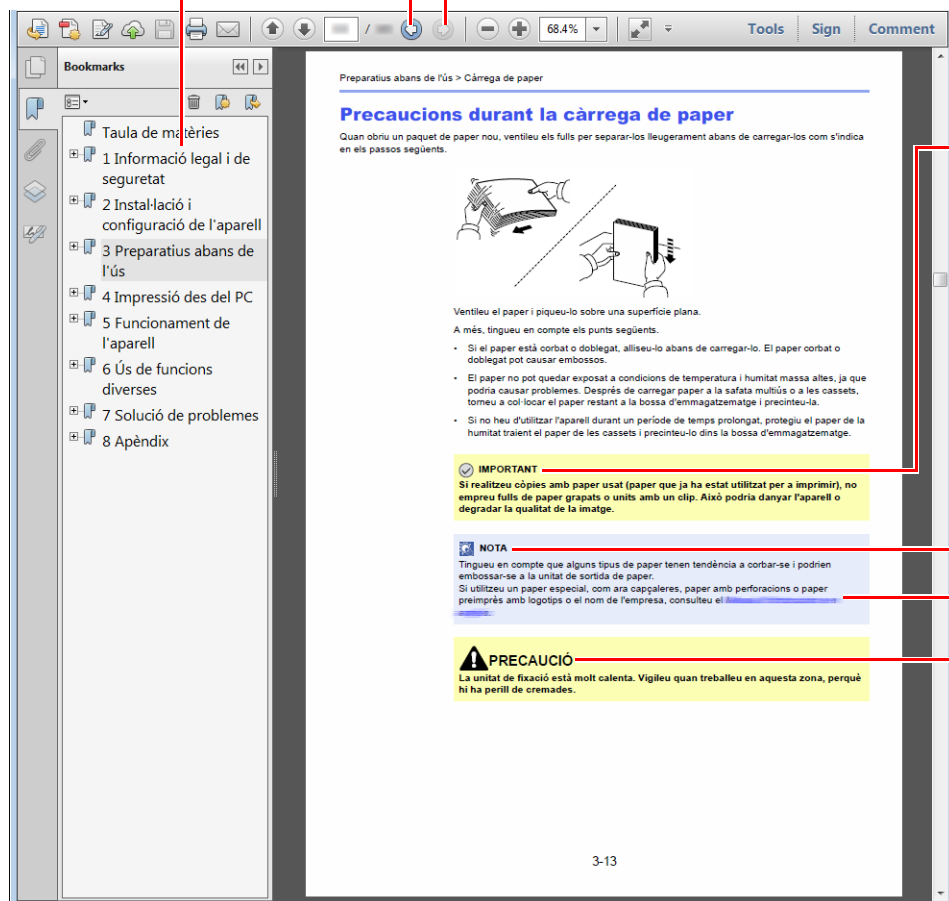 / 68.4% Tools Sign Comment
Bookmarks
Taula de matèries
1 Informació legal i de
seguretat
2 Instal·lació i
configuració de l'aparell
3 Preparatius abans de
l'ús
4 Impressió des del PC
5 Funcionament de
l'aparell
6 Ús de funcions
diverses
7 Solució de problemes
8 Apèndix
Preparatius abans de l'ús > Càrrega de paper
Precaucions durant la càrrega de paper
Quan obriu un paquet de paper nou, ventileu els fulls per separar-los lleugerament abans de carregar-los com s'indica
en els passos següents.
Ventileu el paper i piqueu-lo sobre una superfície plana.
A més, tingueu en compte els punts següents.
• Si el paper està corbat o doblegat, alliseu-lo abans de carregar-lo. El paper corbat o
doblegat pot causar embossos.
• El paper no pot quedar exposat a condicions de temperatura i humitat massa altes, ja que
podria causar problemes. Després de carregar paper a la safata multiús o a les cassets,
torneu a col·locar el paper restant a la bossa d'emmagatzematge i precinteu-la.
• Si no heu d'utilitzar l'aparell durant un període de temps prolongat, protegiu el paper de la
humitat traient el paper de les cassets i precinteu-lo dins la bossa d'emmagatzematge.
IMPORTANT
Si realitzeu còpies amb paper usat (paper que ja ha estat utilitzat per a imprimir), no
empreu fulls de paper grapats o units amb un clip. Això podria danyar l'aparell o
degradar la qualitat de la imatge.
NOTA
Tingueu en compte que alguns tipus de paper tenen tendència a corbar-se i podrien
embossar-se a la unitat de sortida de paper.
Si utilitzeu un paper especial, com ara capçaleres, paper amb perforacions o paper
preimprès amb logotips o el nom de l'empresa, consulteu el
PRECAUCIÓ
La unitat de fixació està molt calenta. Vigileu quan treballeu en aquesta zona, perquè
hi ha perill de cremades.
3-13